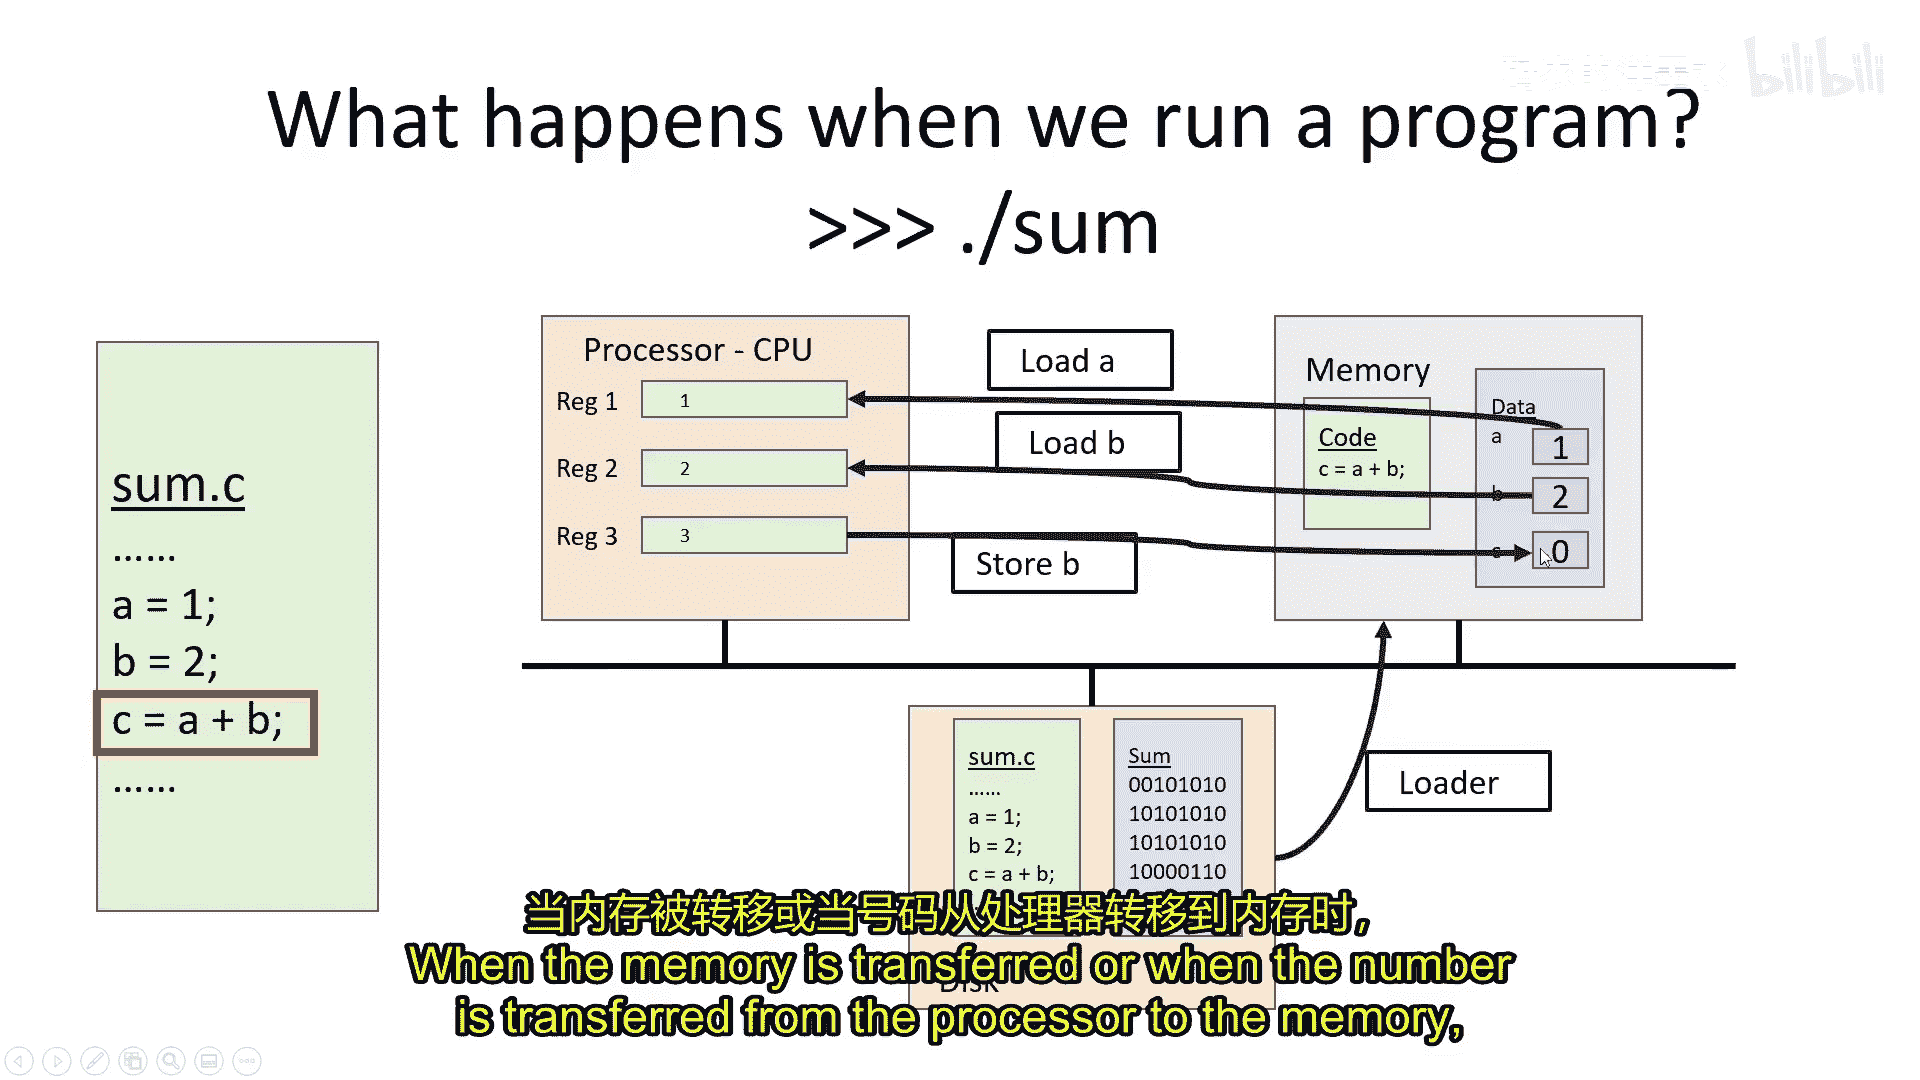 bilibili
What happens when we run a program?
>>> ./sum
sum.c
......
a = 1;
b = 2;
c = a + b;
......
Processor - CPU
Reg 1
1
Reg 2
2
Reg 3
3
Load a
Load b
Store b
Memory
Code
c = a + b;
Data
a
1
b
2
c
0
Loader
sum.c
......
a = 1;
b = 2;
c = a + b;
Sum
00101010
10101010
10101010
10000110
Disk
当内存被转移或当号码从处理器转移到内存时，
When the memory is transferred or when the number
is transferred from the processor to the memory,